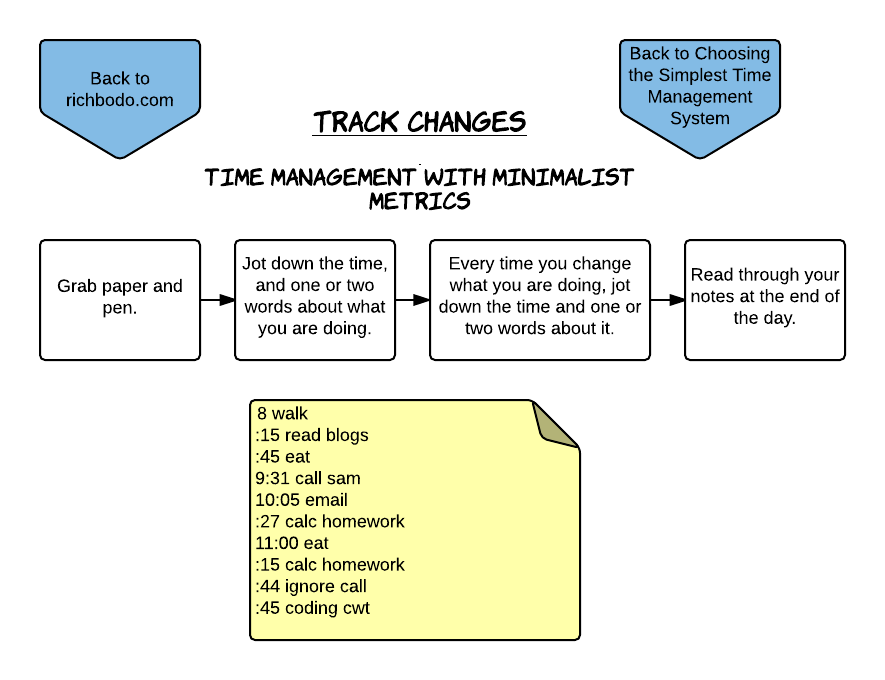 Back to
richbodo.com
Back to Choosing
the Simplest Time
Management
System
TRACK CHANGES
TIME MANAGEMENT WITH MINIMALIST
METRICS
Grab paper and
pen.
Jot down the time,
and one or two
words about what
you are doing.
Every time you change
what you are doing, jot
down the time and one or
two words about it.
Read through your
notes at the end of
the day.
8 walk
:15 read blogs
:45 eat
9:31 call sam
10:05 email
:27 calc homework
11:00 eat
:15 calc homework
:44 ignore call
:45 coding cwt